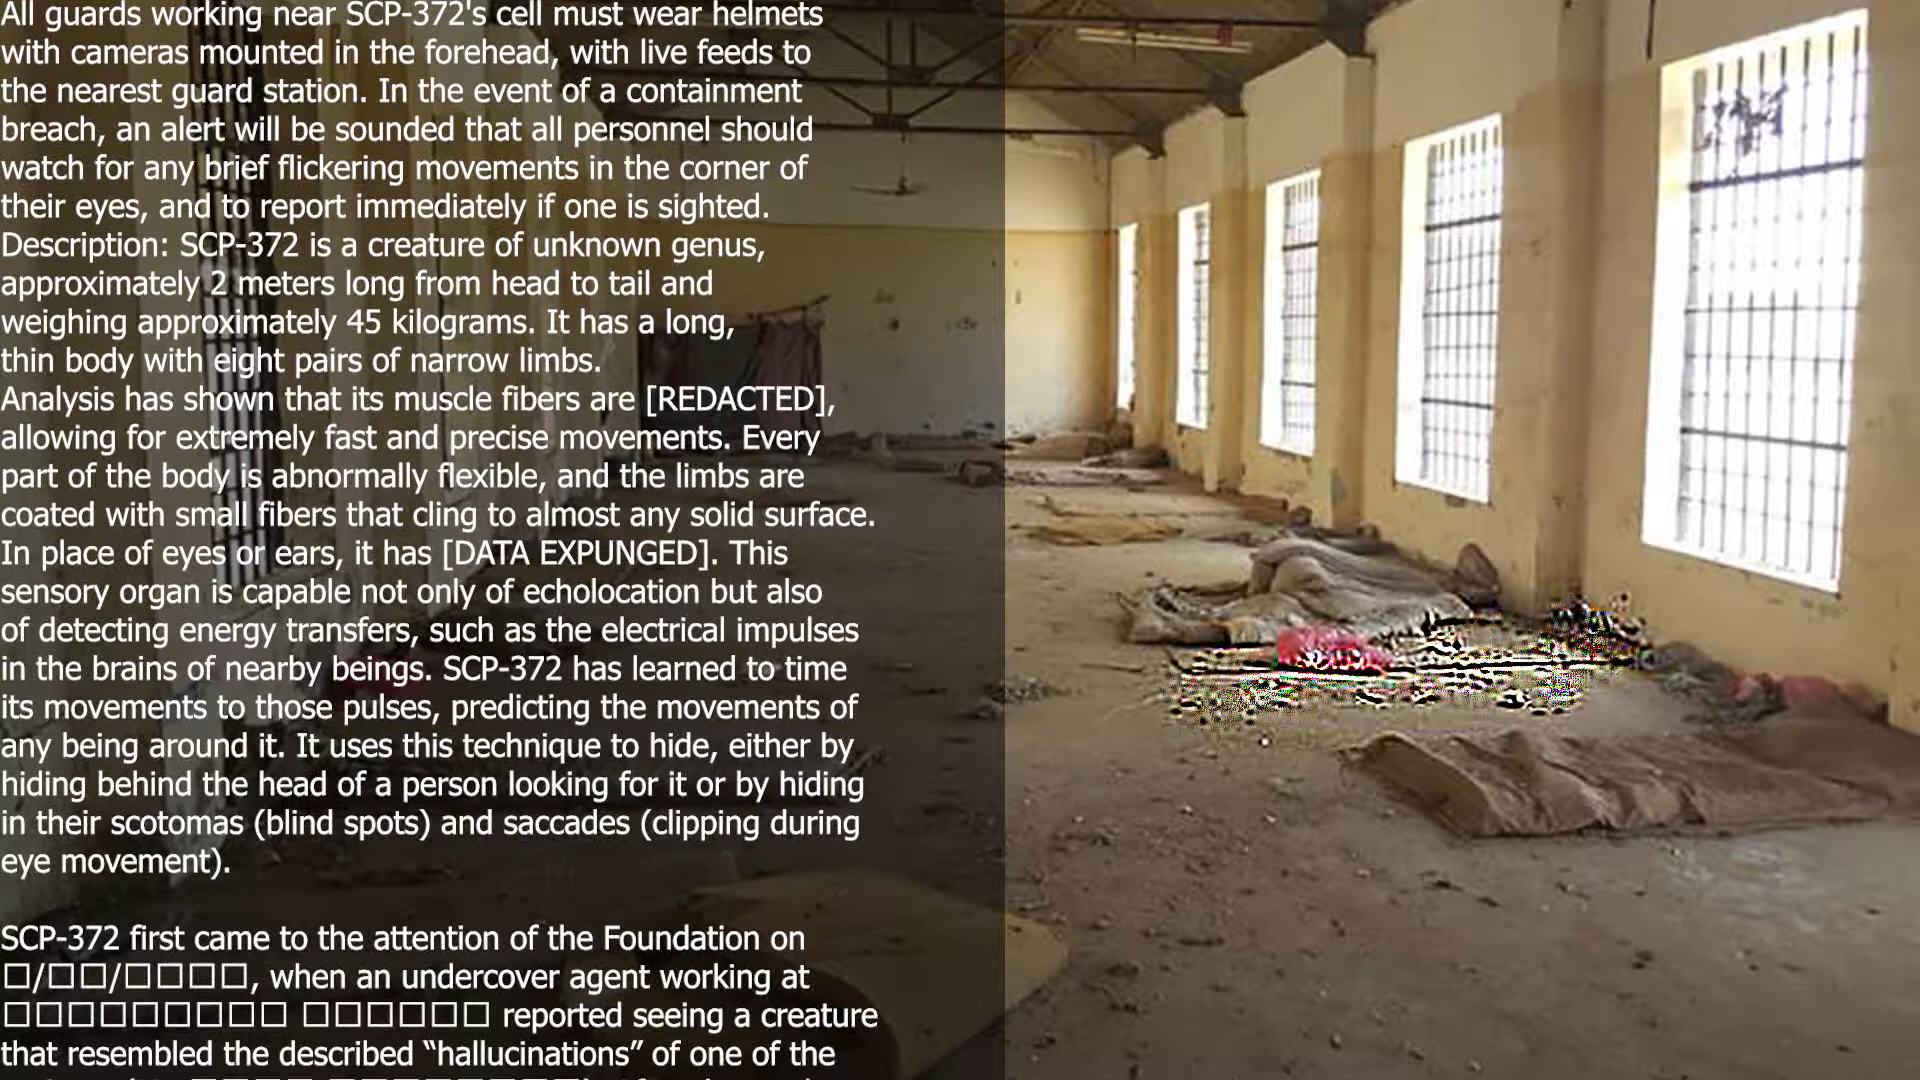 All guards working near SCP-372's cell must wear helmets
with cameras mounted in the forehead, with live feeds to
the nearest guard station. In the event of a containment
breach, an alert will be sounded that all personnel should
watch for any brief flickering movements in the corner of
their eyes, and to report immediately if one is sighted.
Description: SCP-372 is a creature of unknown genus,
approximately 2 meters long from head to tail and
weighing approximately 45 kilograms. It has a long,
thin body with eight pairs of narrow limbs.
Analysis has shown that its muscle fibers are [REDACTED],
allowing for extremely fast and precise movements. Every
part of the body is abnormally flexible, and the limbs are
coated with small fibers that cling to almost any solid surface.
In place of eyes or ears, it has [DATA EXPUNGED]. This
sensory organ is capable not only of echolocation but also
of detecting energy transfers, such as the electrical impulses
in the brains of nearby beings. SCP-372 has learned to time
its movements to those pulses, predicting the movements of
any being around it. It uses this technique to hide, either by
hiding behind the head of a person looking for it or by hiding
in their scotomas (blind spots) and saccades (clipping during
eye movement).
SCP-372 first came to the attention of the Foundation on
□/□□/□□□□, when an undercover agent working at
□□□□□□□□□ □□□□□□ reported seeing a creature
that resembled the described “hallucinations” of one of the